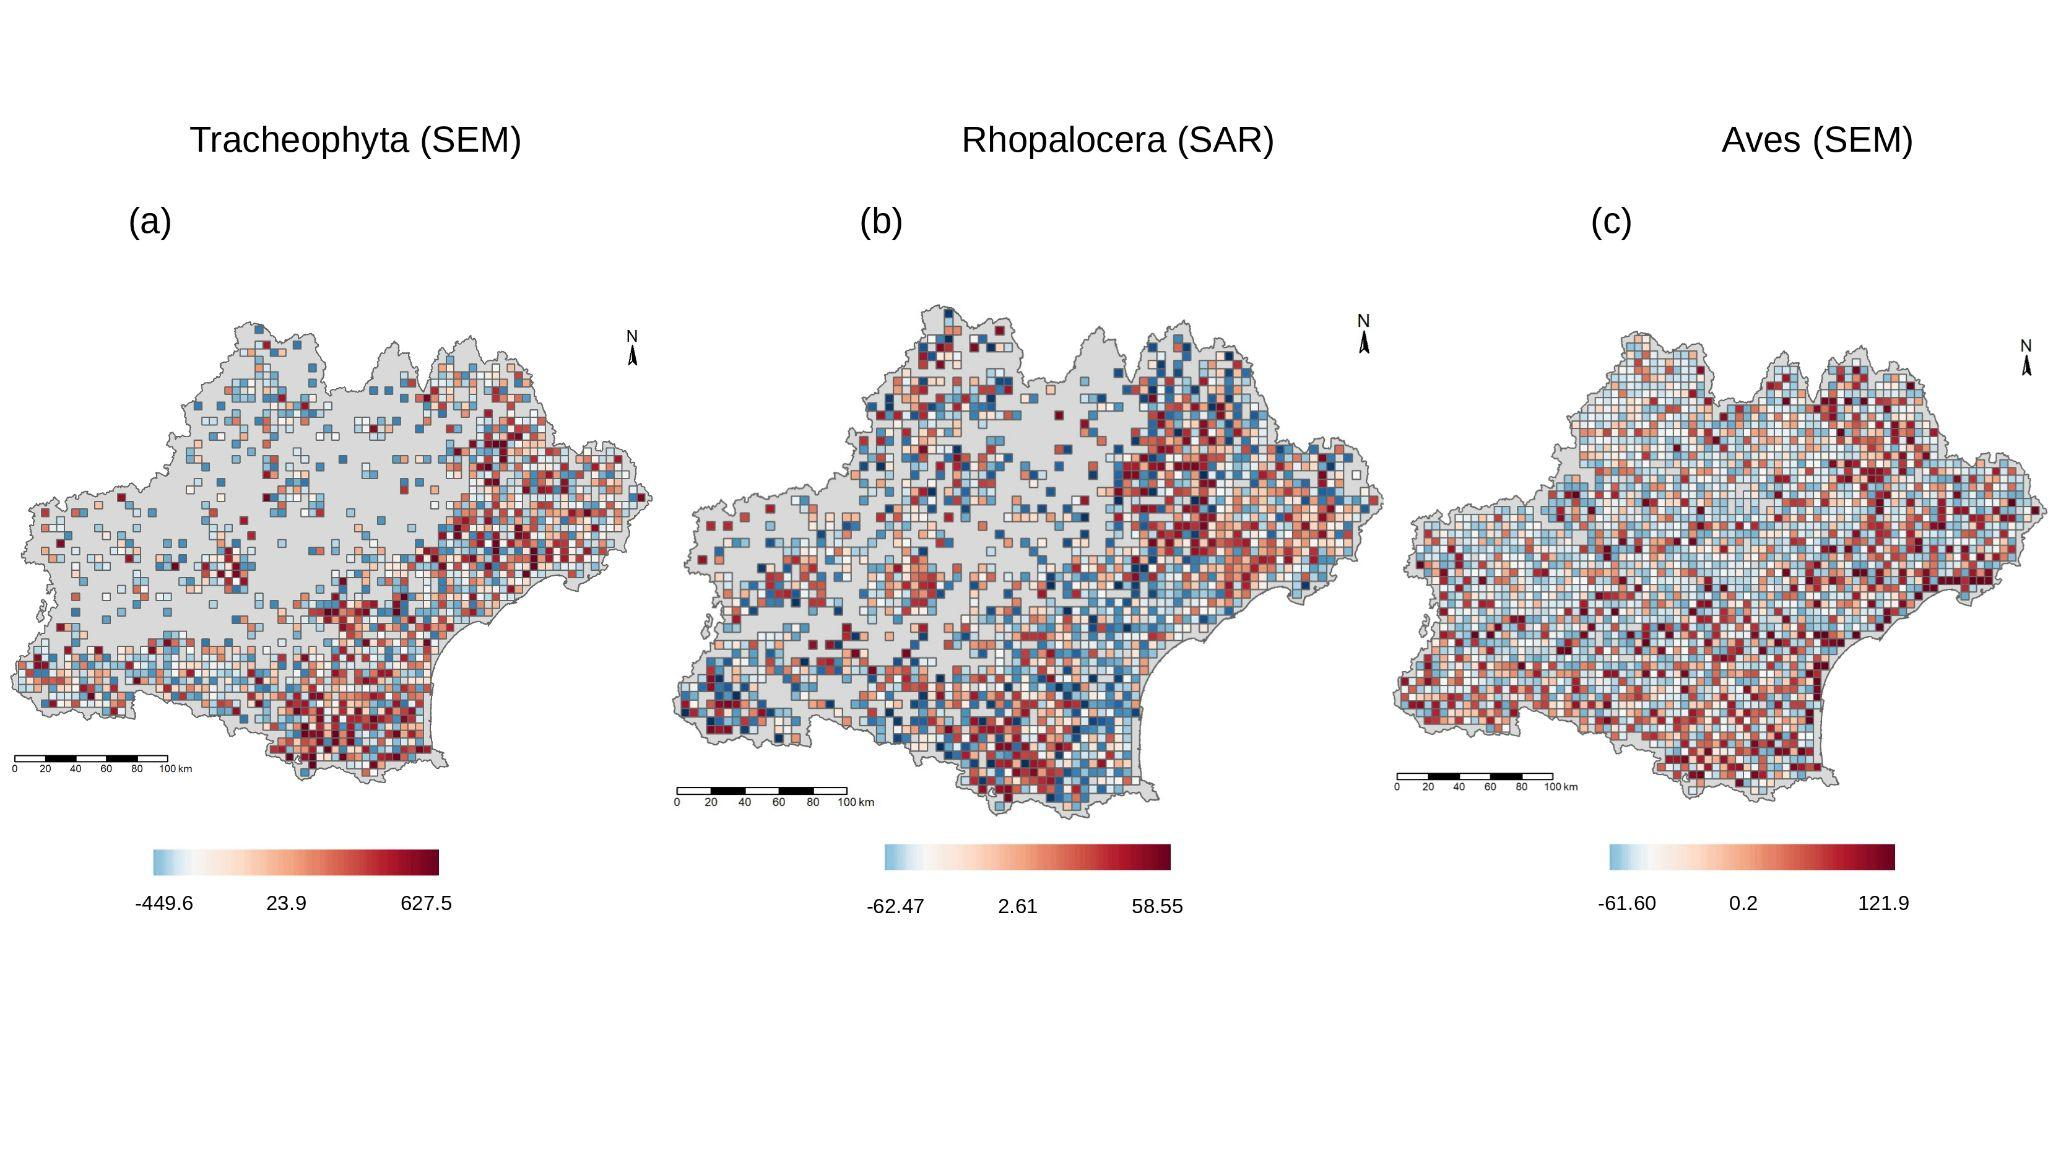 Tracheophyta (SEM)
Rhopalocera (SAR)
Aves (SEM)
(a)
(b)
(c)
N
N
N
0 20 40 60 80 100 km
0 20 40 60 80 100 km
0 20 40 60 80 100 km
-449.6 23.9 627.5
-62.47 2.61 58.55
-61.60 0.2 121.9